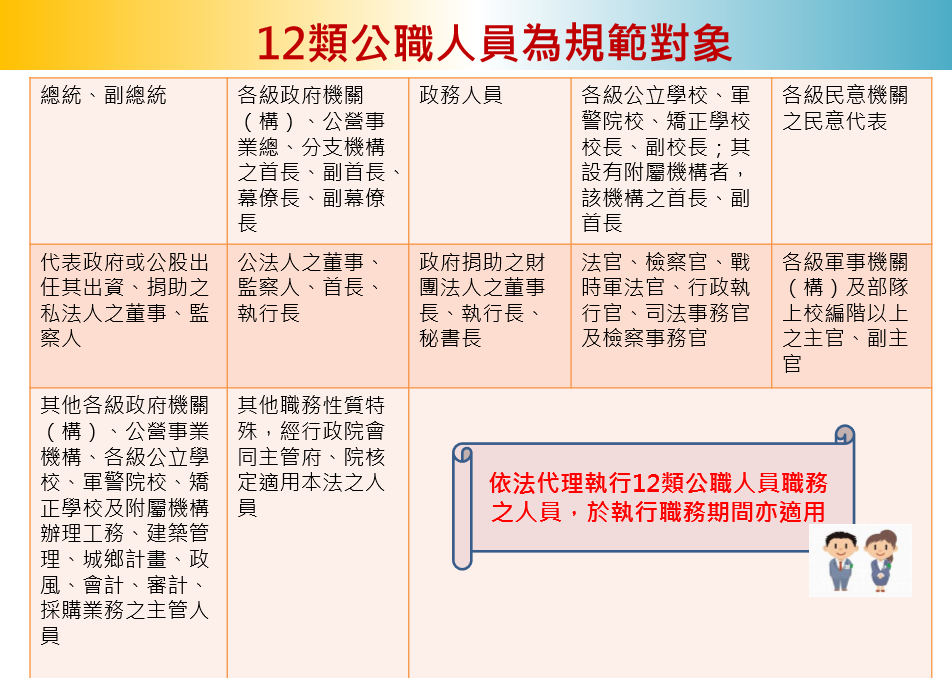 12類公職人員為規範對象
總統、副總統
各級政府機關
（構）、公營事
業總、分支機構
之首長、副首長、
幕僚長、副幕僚
長
政務人員
各級公立學校、軍
警院校、矯正學校
校長、副校長；其
設有附屬機構者，
該機構之首長、副
首長
各級民意機關
之民意代表
代表政府或公股出
任其出資、捐助之
私法人之董事、監
察人
公法人之董事、
監察人、首長、
執行長
政府捐助之財
團法人之董事
長、執行長、
秘書長
法官、檢察官、戰
時軍法官、行政執
行官、司法事務官
及檢察事務官
各級軍事機關
（構）及部隊
上校編階以上
之主官、副主
官
其他各級政府機關
（構）、公營事業
機構、各級公立學
校、軍警院校、矯
正學校及附屬機構
辦理工務、建築管
理、城鄉計畫、政
風、會計、審計、
採購業務之主管人
員
其他職務性質特
殊，經行政院會
同主管府、院核
定適用本法之人
員
依法代理執行12類公職人員職務
之人員，於執行職務期間亦適用